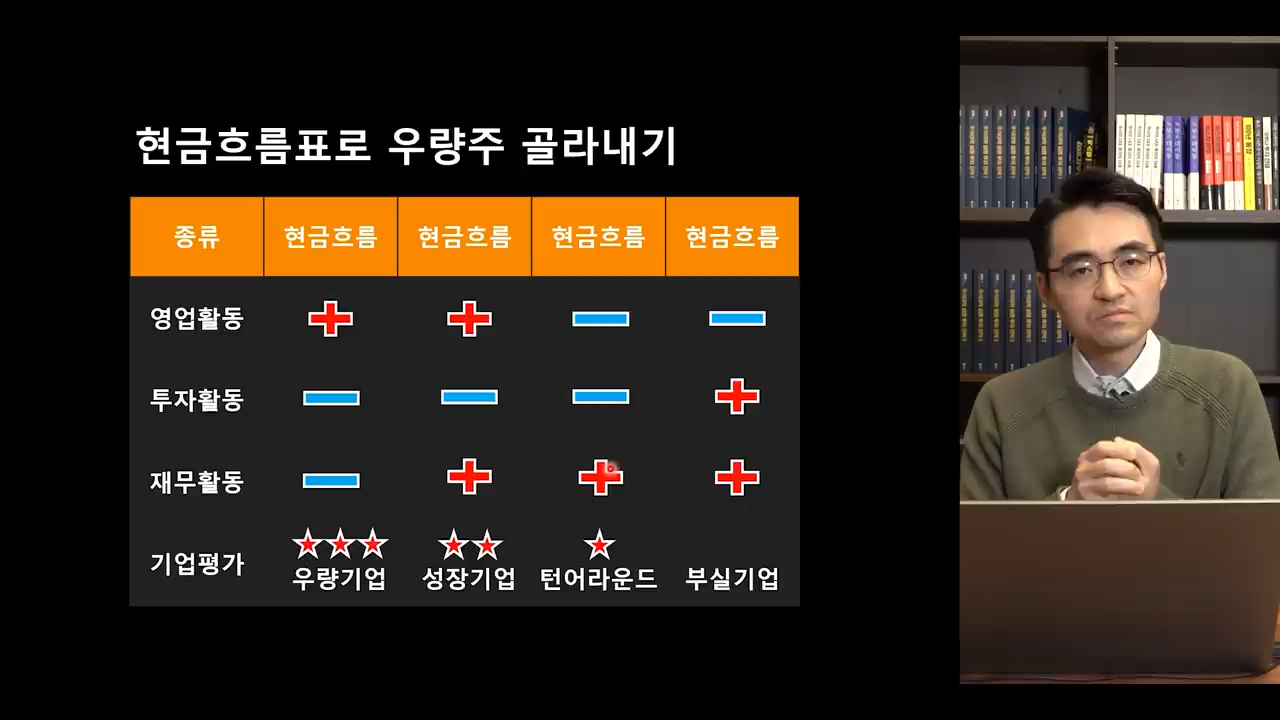 현금흐름표로 우량주 골라내기
종류 현금흐름 현금흐름 현금흐름 현금흐름
영업활동
투자활동
재무활동
기업평가
우량기업 성장기업 턴어라운드 부실기업